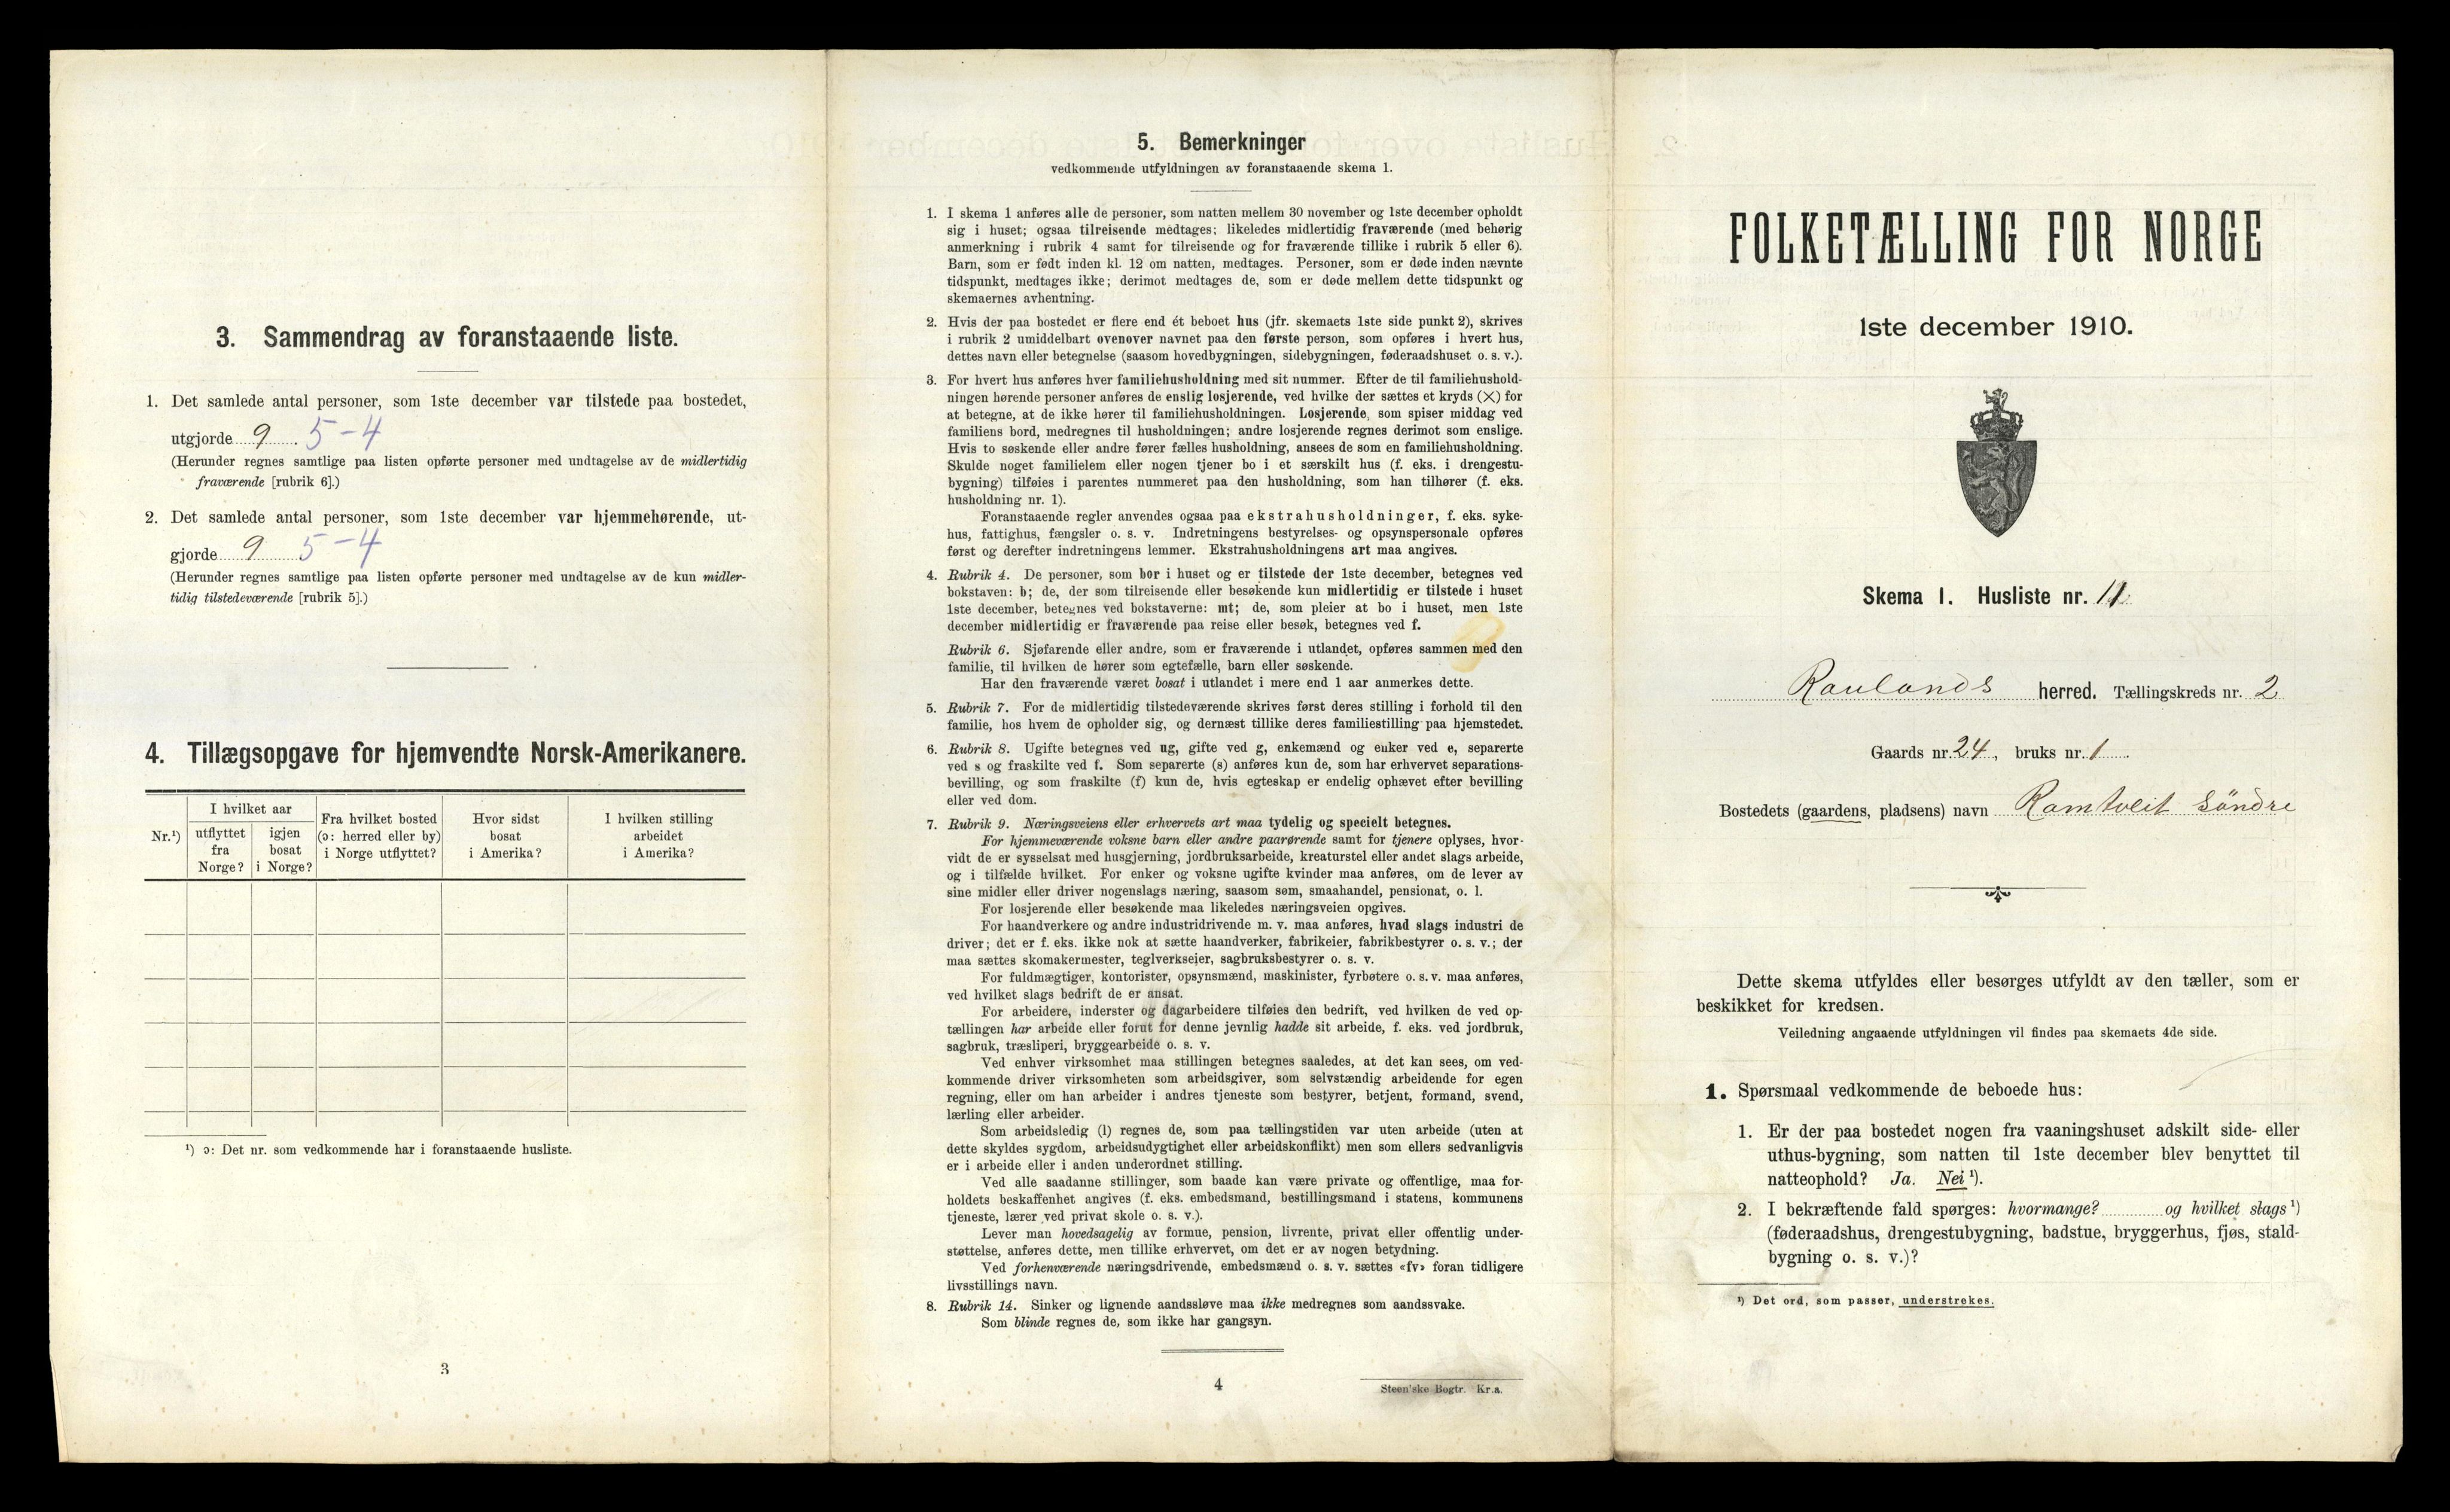 3. Sammendrag av foranstaaende liste.
1. Det samlede antal personer, som 1ste december var tilstede paa bostedet,
utgjorde 9 . 5-4
(Herunder regnes samtlige paa listen opførte personer med undtagelse av de midlertidig
fraværende [rubrik 6].)
2. Det samlede antal personer, som 1ste december var hjemmehørende, ut-
gjorde 9 5-4
(Herunder regnes samtlige paa listen opførte personer med undtagelse av de kun midler-
tidig tilstedeværende [rubrik 5].)
4. Tillægsopgave for hjemvendte Norsk-Amerikanere.
Nr.¹)
I hvilket aar
utflyttet
fra
Norge?
igjen
bosat
i Norge?
Fra hvilket bosted
(ɔ: herred eller by)
i Norge utflyttet?
Hvor sidst
bosat
i Amerika?
I hvilken stilling
arbeidet
i Amerika?
¹) ɔ: Det nr. som vedkommende har i foranstaaende husliste.
3
5. Bemerkninger
vedkommende utfyldningen av foranstaaende skema 1.
1. I skema 1 anføres alle de personer, som natten mellem 30 november og 1ste december opholdt
sig i huset; ogsaa tilreisende medtages; likeledes midlertidig fraværende (med behørig
anmerkning i rubrik 4 samt for tilreisende og for fraværende tillike i rubrik 5 eller 6).
Barn, som er født inden kl. 12 om natten, medtages. Personer, som er døde inden nævnte
tidspunkt, medtages ikke; derimot medtages de, som er døde mellem dette tidspunkt og
skemaernes avhentning.
2. Hvis der paa bostedet er flere end ét beboet hus (jfr. skemaets 1ste side punkt 2), skrives
i rubrik 2 umiddelbart ovenover navnet paa den første person, som opføres i hvert hus,
dettes navn eller betegnelse (saasom hovedbygningen, sidebygningen, føderaadshuset o. s. v.).
3. For hvert hus anføres hver familiehusholdning med sit nummer. Efter de til familiehushold-
ningen hørende personer anføres de enslig losjerende, ved hvilke der sættes et kryds (×) for
at betegne, at de ikke hører til familiehusholdningen. Losjerende, som spiser middag ved
familiens bord, medregnes til husholdningen; andre losjerende regnes derimot som enslige.
Hvis to søskende eller andre fører fælles husholdning, ansees de som en familiehusholdning.
Skulde noget familielem eller nogen tjener bo i et særskilt hus (f. eks. i drengestu-
bygning) tilføies i parentes nummeret paa den husholdning, som han tilhører (f. eks.
husholdning nr. 1).
Foranstaaende regler anvendes ogsaa paa ekstrahusholdninger, f. eks. syke-
hus, fattighus, fængsler o. s. v. Indretningens bestyrelses- og opsynspersonale opføres
først og derefter indretningens lemmer. Ekstrahusholdningens art maa angives.
4. Rubrik 4. De personer, som bor i huset og er tilstede der 1ste december, betegnes ved
bokstaven: b; de, der som tilreisende eller besøkende kun midlertidig er tilstede i huset
1ste december, betegnes ved bokstaverne: mt; de, som pleier at bo i huset, men 1ste
december midlertidig er fraværende paa reise eller besøk, betegnes ved f.
Rubrik 6. Sjøfarende eller andre, som er fraværende i utlandet, opføres sammen med den
familie, til hvilken de hører som egtefælle, barn eller søskende.
Har den fraværende været bosat i utlandet i mere end 1 aar anmerkes dette.
5. Rubrik 7. For de midlertidig tilstedeværende skrives først deres stilling i forhold til den
familie, hos hvem de opholder sig, og dernæst tillike deres familiestilling paa hjemstedet.
6. Rubrik 8. Ugifte betegnes ved ug, gifte ved g, enkemænd og enker ved e, separerte
ved s og fraskilte ved f. Som separerte (s) anføres kun de, som har erhvervet separations-
bevilling, og som fraskilte (f) kun de, hvis egteskap er endelig ophævet efter bevilling
eller ved dom.
7. Rubrik 9. Næringsveiens eller erhvervets art maa tydelig og specielt betegnes.
For hjemmeværende voksne barn eller andre paarørende samt for tjenere oplyses, hvor-
vidt de er sysselsat med husgjerning, jordbruksarbeide, kreaturstel eller andet slags arbeide,
og i tilfælde hvilket. For enker og voksne ugifte kvinder maa anføres, om de lever av
sine midler eller driver nogenslags næring, saasom søm, smaahandel, pensionat, o. l.
For losjerende eller besøkende maa likeledes næringsveien opgives.
For haandverkere og andre industridrivende m. v. maa anføres, hvad slags industri de
driver; det er f. eks. ikke nok at sætte haandverker, fabrikeier, fabrikbestyrer o. s. v.; der
maa sættes skomakermester, teglverkseier, sagbruksbestyrer o. s. v.
For fuldmægtiger, kontorister, opsynsmænd, maskinister, fyrbøtere o. s. v. maa anføres,
ved hvilket slags bedrift de er ansat.
For arbeidere, inderster og dagarbeidere tilføies den bedrift, ved hvilken de ved op-
tællingen har arbeide eller forut for denne jevnlig hadde sit arbeide, f. eks. ved jordbruk,
sagbruk, træsliperi, bryggearbeide o. s. v.
Ved enhver virksomhet maa stillingen betegnes saaledes, at det kan sees, om ved-
kommende driver virksomheten som arbeidsgiver, som selvstændig arbeidende for egen
regning, eller om han arbeider i andres tjeneste som bestyrer, betjent, formand, svend,
lærling eller arbeider.
Som arbeidsledig (l) regnes de, som paa tællingstiden var uten arbeide (uten at
dette skyldes sygdom, arbeidsudygtighet eller arbeidskonflikt) men som ellers sedvanligvis
er i arbeide eller i anden underordnet stilling.
Ved alle saadanne stillinger, som baade kan være private og offentlige, maa for-
holdets beskaffenhet angives (f. eks. embedsmand, bestillingsmand i statens, kommunens
tjeneste, lærer ved privat skole o. s. v.).
Lever man hovedsagelig av formue, pension, livrente, privat eller offentlig under-
støttelse, anføres dette, men tillike erhvervet, om det er av nogen betydning.
Ved forhenværende næringsdrivende, embedsmænd o. s. v. sættes «fv» foran tidligere
livsstillings navn.
8. Rubrik 14. Sinker og lignende aandssløve maa ikke medregnes som aandssvake.
Som blinde regnes de, som ikke har gangsyn.
4
Steen'ske Bogtr. Kr.a.
FOLKETÆLLING FOR NORGE
1ste december 1910.
Skema 1. Husliste nr. 11
Raulands herred. Tællingskreds nr. 2
Gaards nr. 24, bruks nr. 1.
Bostedets (gaardens, pladsens) navn Ramtveit söndre
Dette skema utfyldes eller besørges utfyldt av den tæller, som er
beskikket for kredsen.
Veiledning angaaende utfyldningen vil findes paa skemaets 4de side.
1. Spørsmaal vedkommende de beboede hus:
1. Er der paa bostedet nogen fra vaaningshuset adskilt side- eller
uthus-bygning, som natten til 1ste december blev benyttet til
natteophold? Ja. Nei ¹).
2. I bekræftende fald spørges: hvormange? og hvilket slags ¹)
(føderaadshus, drengestubygning, badstue, bryggerhus, fjøs, stald-
bygning o. s. v.)?
¹) Det ord, som passer, understrekes.